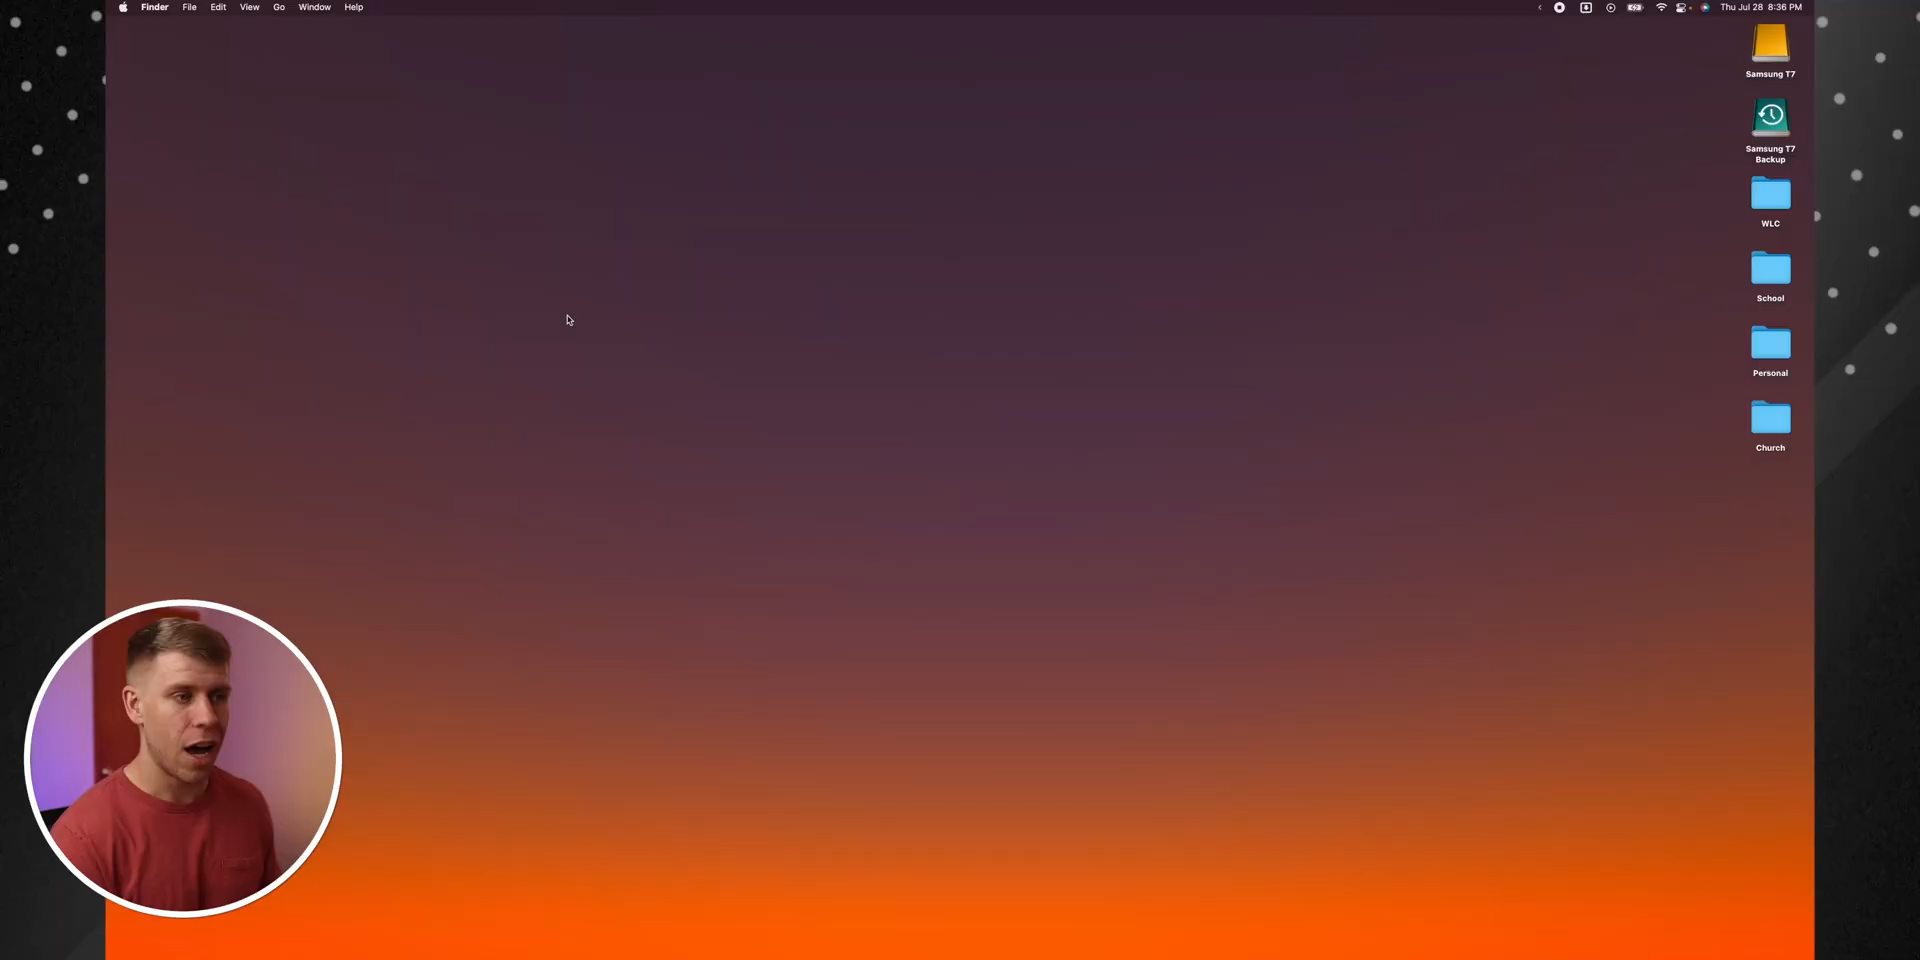 Finder File Edit View Go Window Help Thu Jul 28 8:36 PM
Samsung T7
Samsung T7
Backup
WLC
School
Personal
Church